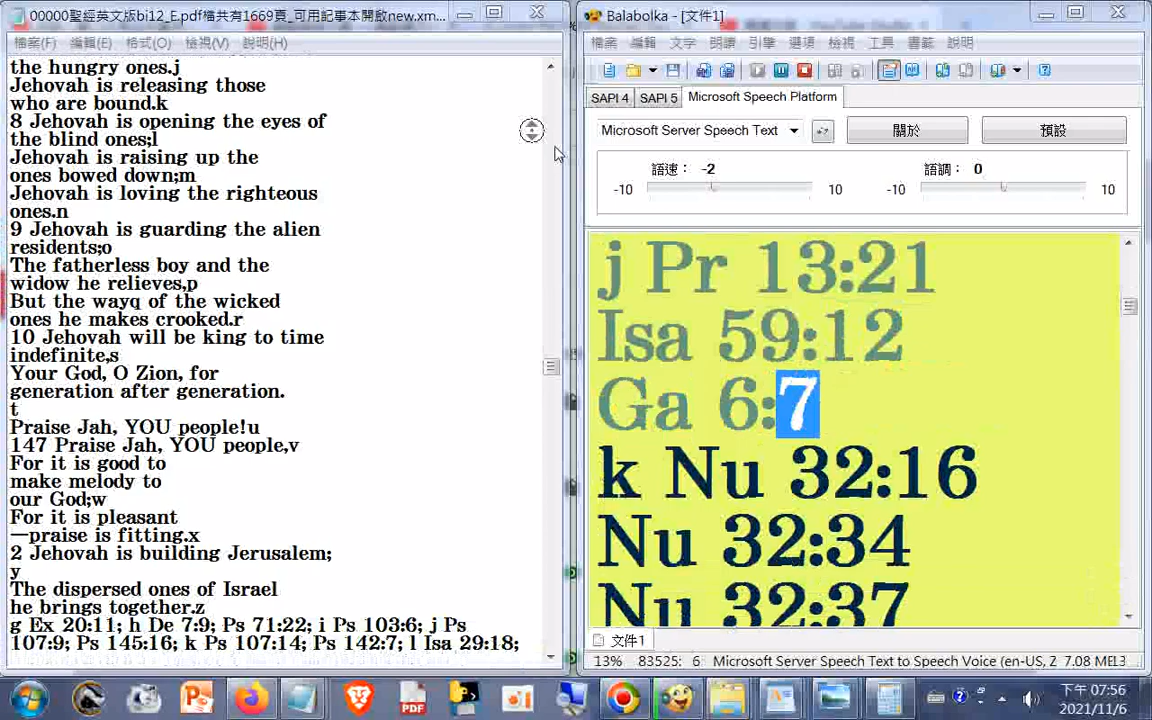 00000聖經英文版bi12_E.pdf檔共有1669頁_可用記事本開啟new.xm...
檔案(F) 編輯(E) 格式(O) 檢視(V) 說明(H)
the hungry ones.j
Jehovah is releasing those
who are bound.k
8 Jehovah is opening the eyes of
the blind ones;l
Jehovah is raising up the
ones bowed down;m
Jehovah is loving the righteous
ones.n
9 Jehovah is guarding the alien
residents;o
The fatherless boy and the
widow he relieves,p
But the wayq of the wicked
ones he makes crooked.r
10 Jehovah will be king to time
indefinite,s
Your God, O Zion, for
generation after generation.
t
Praise Jah, YOU people!u
147 Praise Jah, YOU people,v
For it is good to
make melody to
our God;w
For it is pleasant
—praise is fitting.x
2 Jehovah is building Jerusalem;
y
The dispersed ones of Israel
he brings together.z
g Ex 20:11; h De 7:9; Ps 71:22; i Ps 103:6; j Ps
107:9; Ps 145:16; k Ps 107:14; Ps 142:7; l Isa 29:18;
Balabolka - [文件1]
檔案 編輯 文字 朗讀 引擎 選項 檢視 工具 書籤 說明
SAPI 4 SAPI 5 Microsoft Speech Platform
Microsoft Server Speech Text 關於 預設
語速： -2 語調： 0
-10 10 -10 10
j Pr 13:21
Isa 59:12
Ga 6:7
k Nu 32:16
Nu 32:34
Nu 32:37
文件1
13% 83525: 6 Microsoft Server Speech Text to Speech Voice (en-US, 2 7.08 МБ
下午 07:56
2021/11/6